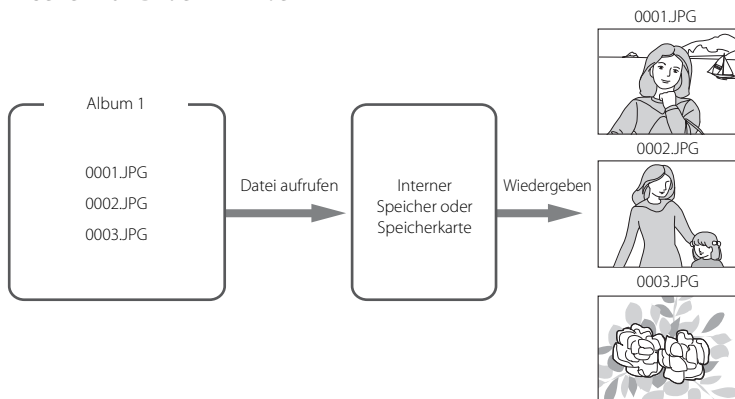 Album 1
0001.JPG
0002.JPG
0003.JPG
Datei aufrufen
Interner
Speicher oder
Speicherkarte
Wiedergeben
0001.JPG
0002.JPG
0003.JPG